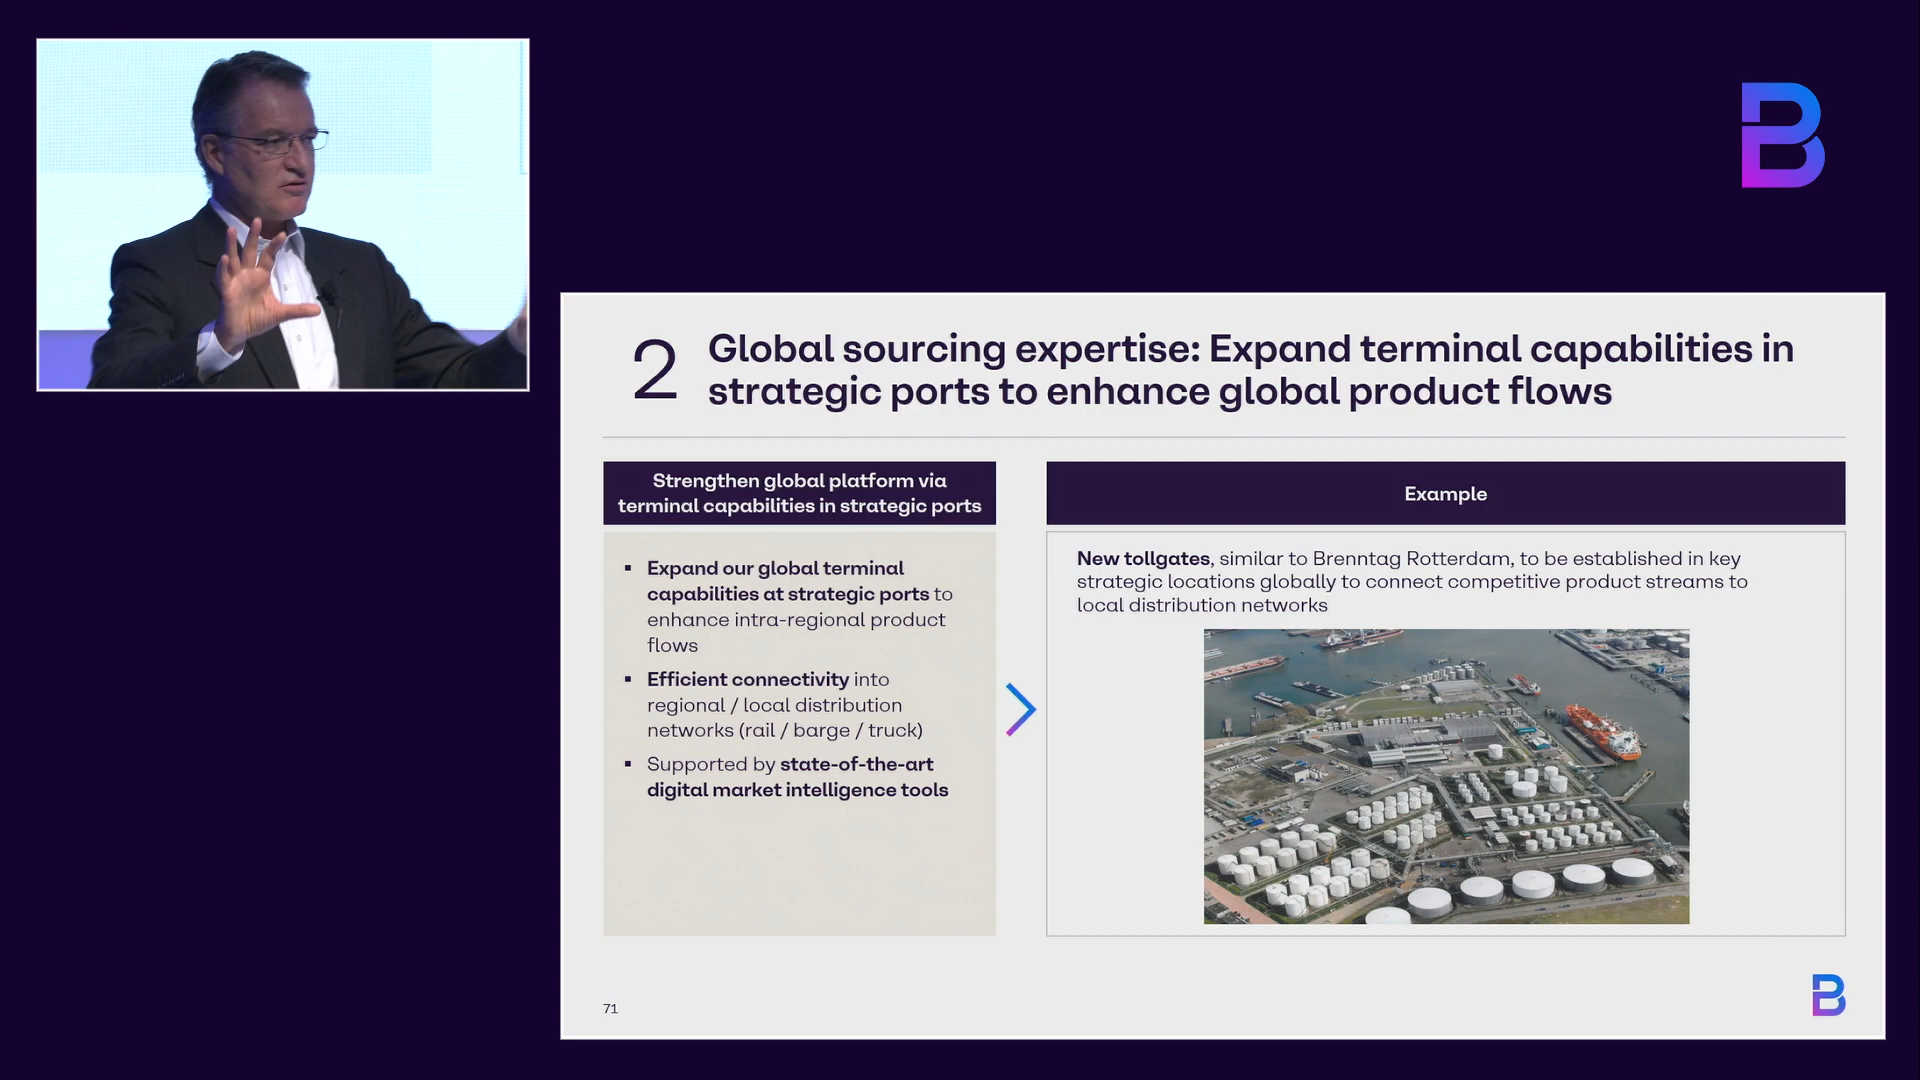 2
Global sourcing expertise: Expand terminal capabilities in
strategic ports to enhance global product flows
Strengthen global platform via
terminal capabilities in strategic ports
▪ Expand our global terminal
capabilities at strategic ports to
enhance intra-regional product
flows
▪ Efficient connectivity into
regional / local distribution
networks (rail / barge / truck)
▪ Supported by state-of-the-art
digital market intelligence tools
Example
New tollgates, similar to Brenntag Rotterdam, to be established in key
strategic locations globally to connect competitive product streams to
local distribution networks
71